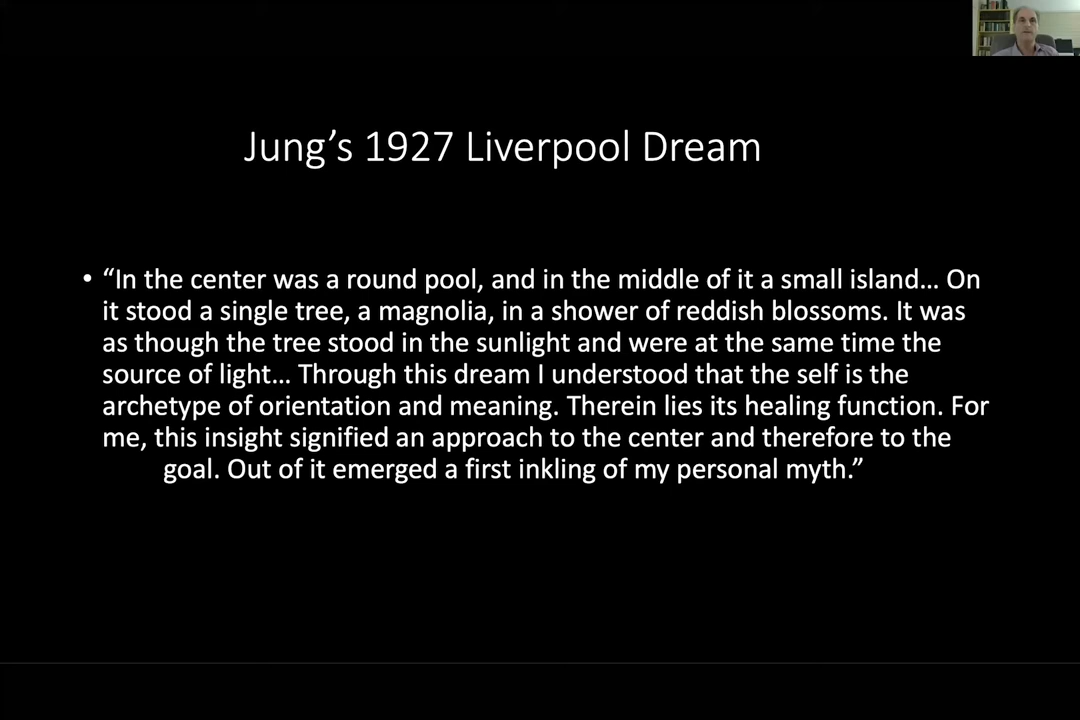 Jung’s 1927 Liverpool Dream
• “In the center was a round pool, and in the middle of it a small island… On
it stood a single tree, a magnolia, in a shower of reddish blossoms. It was
as though the tree stood in the sunlight and were at the same time the
source of light… Through this dream I understood that the self is the
archetype of orientation and meaning. Therein lies its healing function. For
me, this insight signified an approach to the center and therefore to the
goal. Out of it emerged a first inkling of my personal myth.”